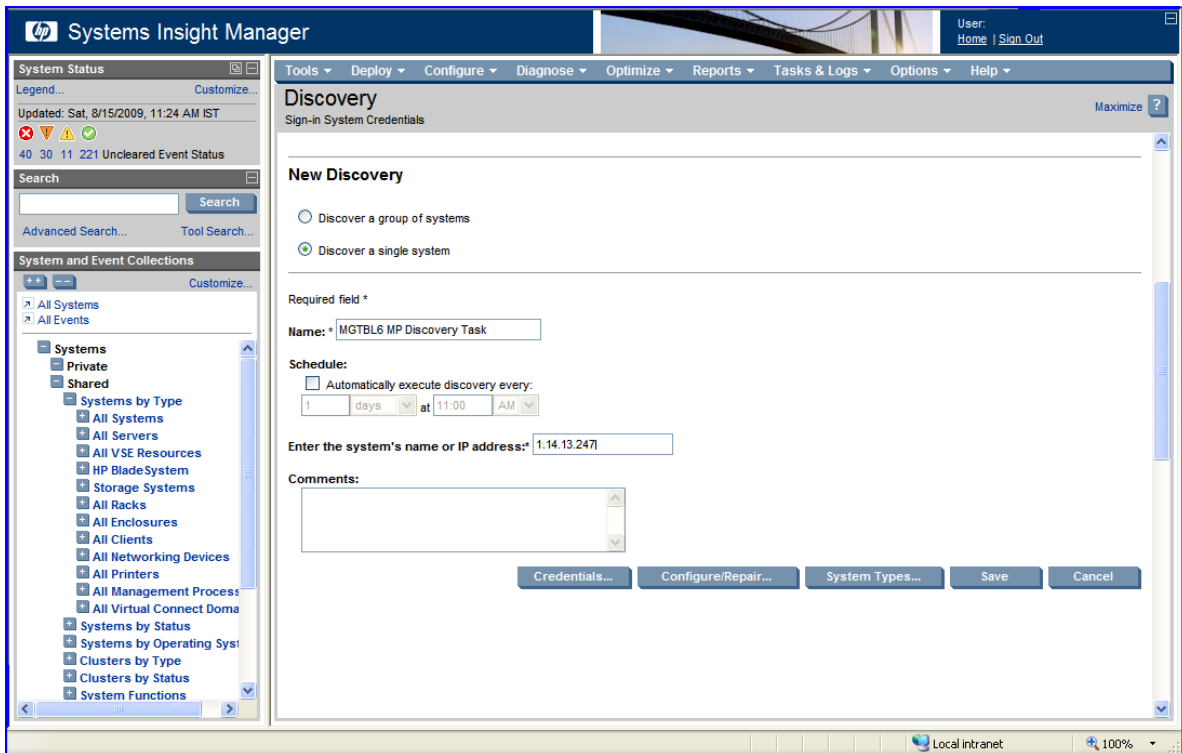 hp Systems Insight Manager
User:
Home | Sign Out
System Status
Legend... Customize...
Updated: Sat, 8/15/2009, 11:24 AM IST
40 30 11 221 Uncleared Event Status
Search
Search
Advanced Search... Tool Search...
System and Event Collections
++ -- Customize...
All Systems
All Events
Systems
Private
Shared
Systems by Type
All Systems
All Servers
All VSE Resources
HP BladeSystem
Storage Systems
All Racks
All Enclosures
All Clients
All Networking Devices
All Printers
All Management Process
All Virtual Connect Doma
Systems by Status
Systems by Operating Syst
Clusters by Type
Clusters by Status
System Functions
Tools Deploy Configure Diagnose Optimize Reports Tasks & Logs Options Help
Discovery
Sign-in System Credentials
Maximize ?
New Discovery
Discover a group of systems
Discover a single system
Required field *
Name: * MGTBL6 MP Discovery Task
Schedule:
Automatically execute discovery every:
1 days at 11:00 AM
Enter the system's name or IP address:* 1.14.13.247
Comments:
Credentials... Configure/Repair... System Types... Save Cancel
Local intranet 100%